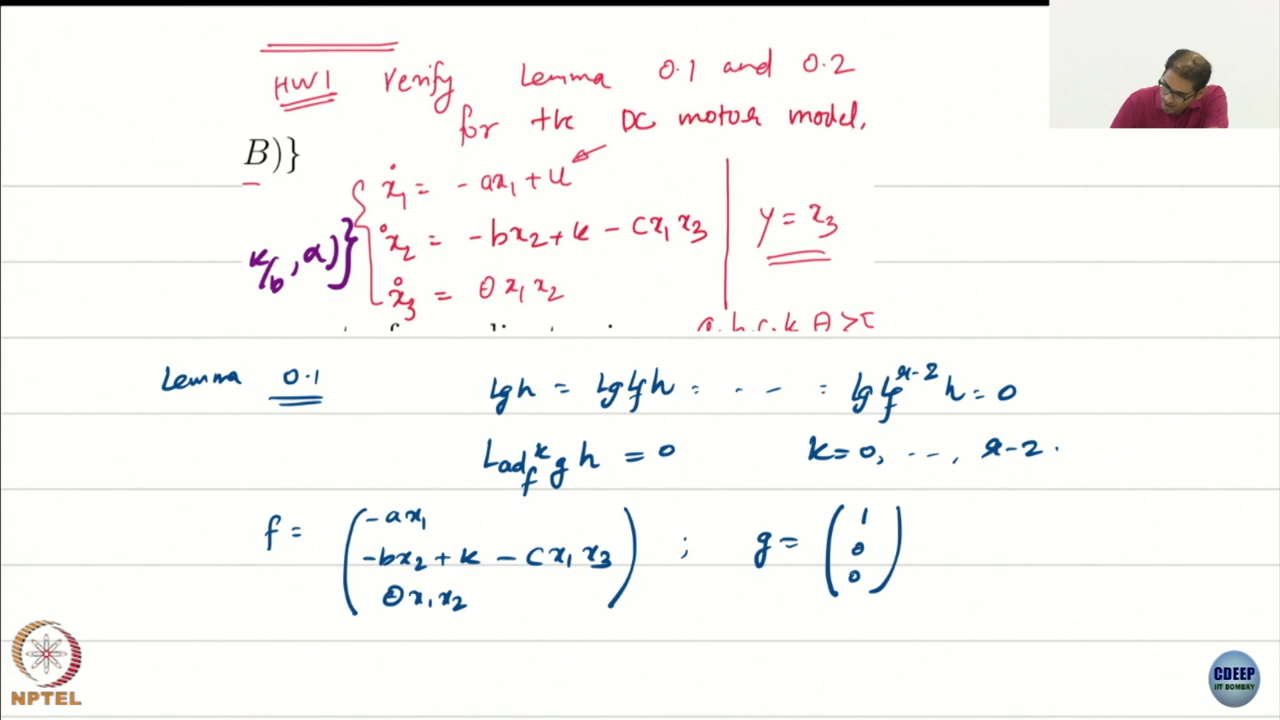 HW1 Verify Lemma 0.1 and 0.2
for the DC motor model.
B)}
ẋ₁ = -ax₁ + u
ẋ₂ = -bx₂ + k - cx₁x₃
y = x₃
k/b, α)}
ẋ₃ = θx₁x₂
Lemma 0.1
Lgh = LgLfh = ... = LgLf^{r-2}h = 0
L_{ad_f^k g} h = 0 k = 0, ..., r-2.
f = (-ax₁
-bx₂ + k - cx₁x₃ ; g = (1
θx₁x₂) 0
0)
NPTEL
CDEEP
IIT BOMBAY